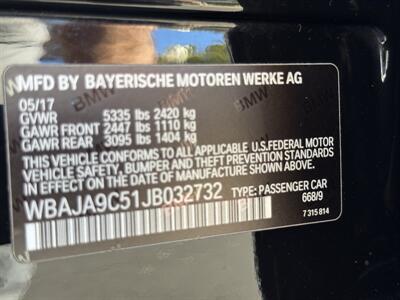 MFD BY BAYERISCHE MOTOREN WERKE AG
05/17
GVWR 5335 lbs 2420 kg
GAWR FRONT 2447 lbs 1110 kg
GAWR REAR 3095 lbs 1404 kg
THIS VEHICLE CONFORMS TO ALL APPLICABLE U.S.FEDERAL MOTOR
VEHICLE SAFETY, BUMPER, AND THEFT PREVENTION STANDARDS IN
EFFECT ON THE DATE OF MANUFACTURE SHOWN ABOVE.
WBAJA9C51JB032732 TYPE: PASSENGER CAR
668/9
7 315 814
BMW
BMW